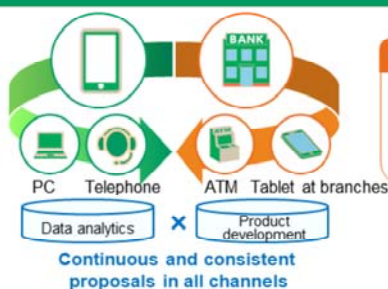 BANK
PC Telephone ATM Tablet at branches
Data analytics × Product development
Continuous and consistent
proposals in all channels